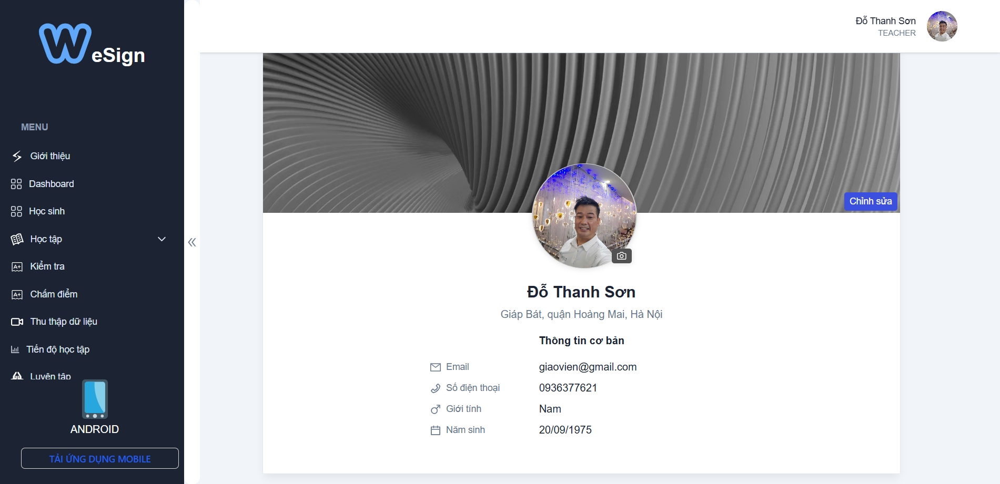 WeSign
MENU
Giới thiệu
Dashboard
Học sinh
Học tập
Kiểm tra
Chấm điểm
Thu thập dữ liệu
Tiến độ học tập
Luyện tập
ANDROID
TẢI ỨNG DỤNG MOBILE
Đỗ Thanh Sơn
TEACHER
Chỉnh sửa
Đỗ Thanh Sơn
Giáp Bát, quận Hoàng Mai, Hà Nội
Thông tin cơ bản
Email giaovien@gmail.com
Số điện thoại 0936377621
Giới tính Nam
Năm sinh 20/09/1975